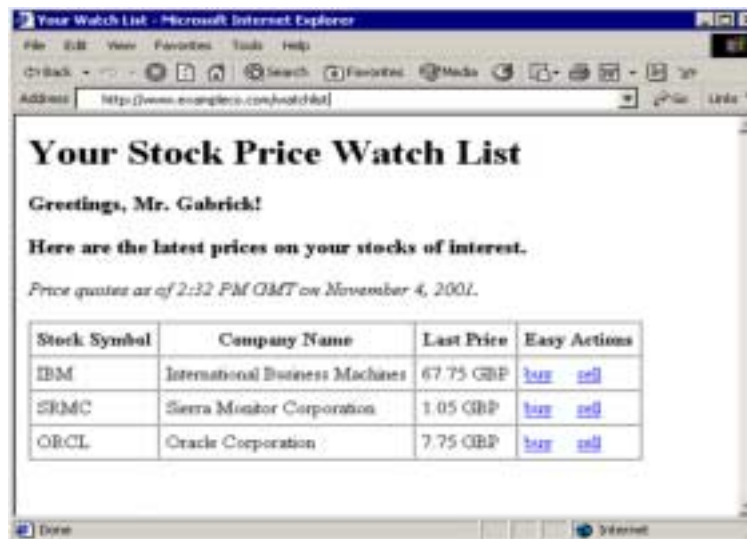 Your Watch List - Microsoft Internet Explorer
File Edit View Favorites Tools Help
Back Search Favorites Media
Address http://www.exampleco.com/watchlist Go Links
Your Stock Price Watch List
Greetings, Mr. Gabrick!
Here are the latest prices on your stocks of interest.
Price quotes as of 2:32 PM GMT on November 4, 2001.
Stock Symbol Company Name Last Price Easy Actions
IBM International Business Machines 67.75 GBP buy sell
SRMC Sierra Monitor Corporation 1.05 GBP buy sell
ORCL Oracle Corporation 7.75 GBP buy sell
Done Internet